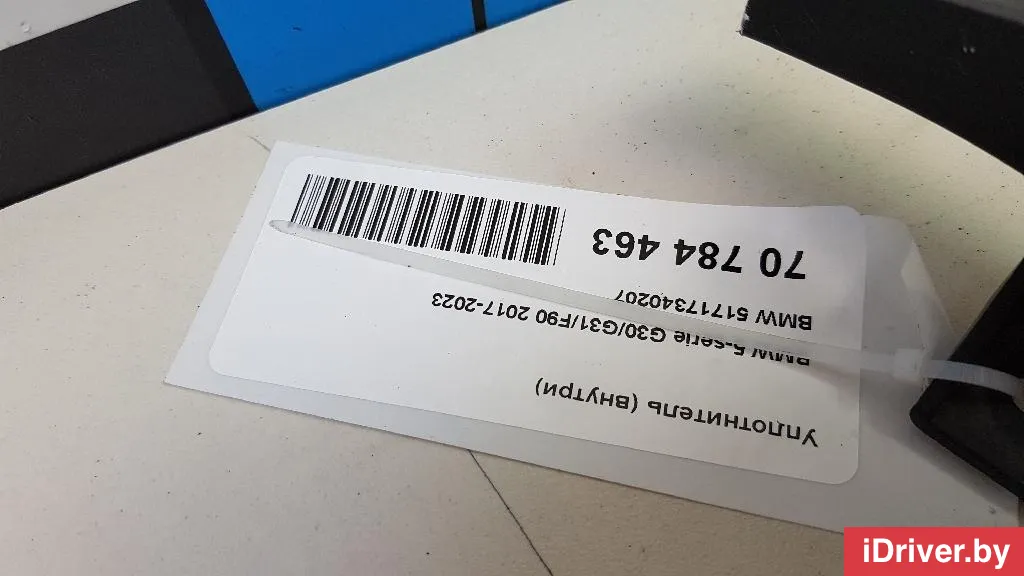 Уплотнитель (внутри)
BMW 5-serie G30/G31/F90 2017-2023
BMW 51717340207
70 784 463
iDriver.by